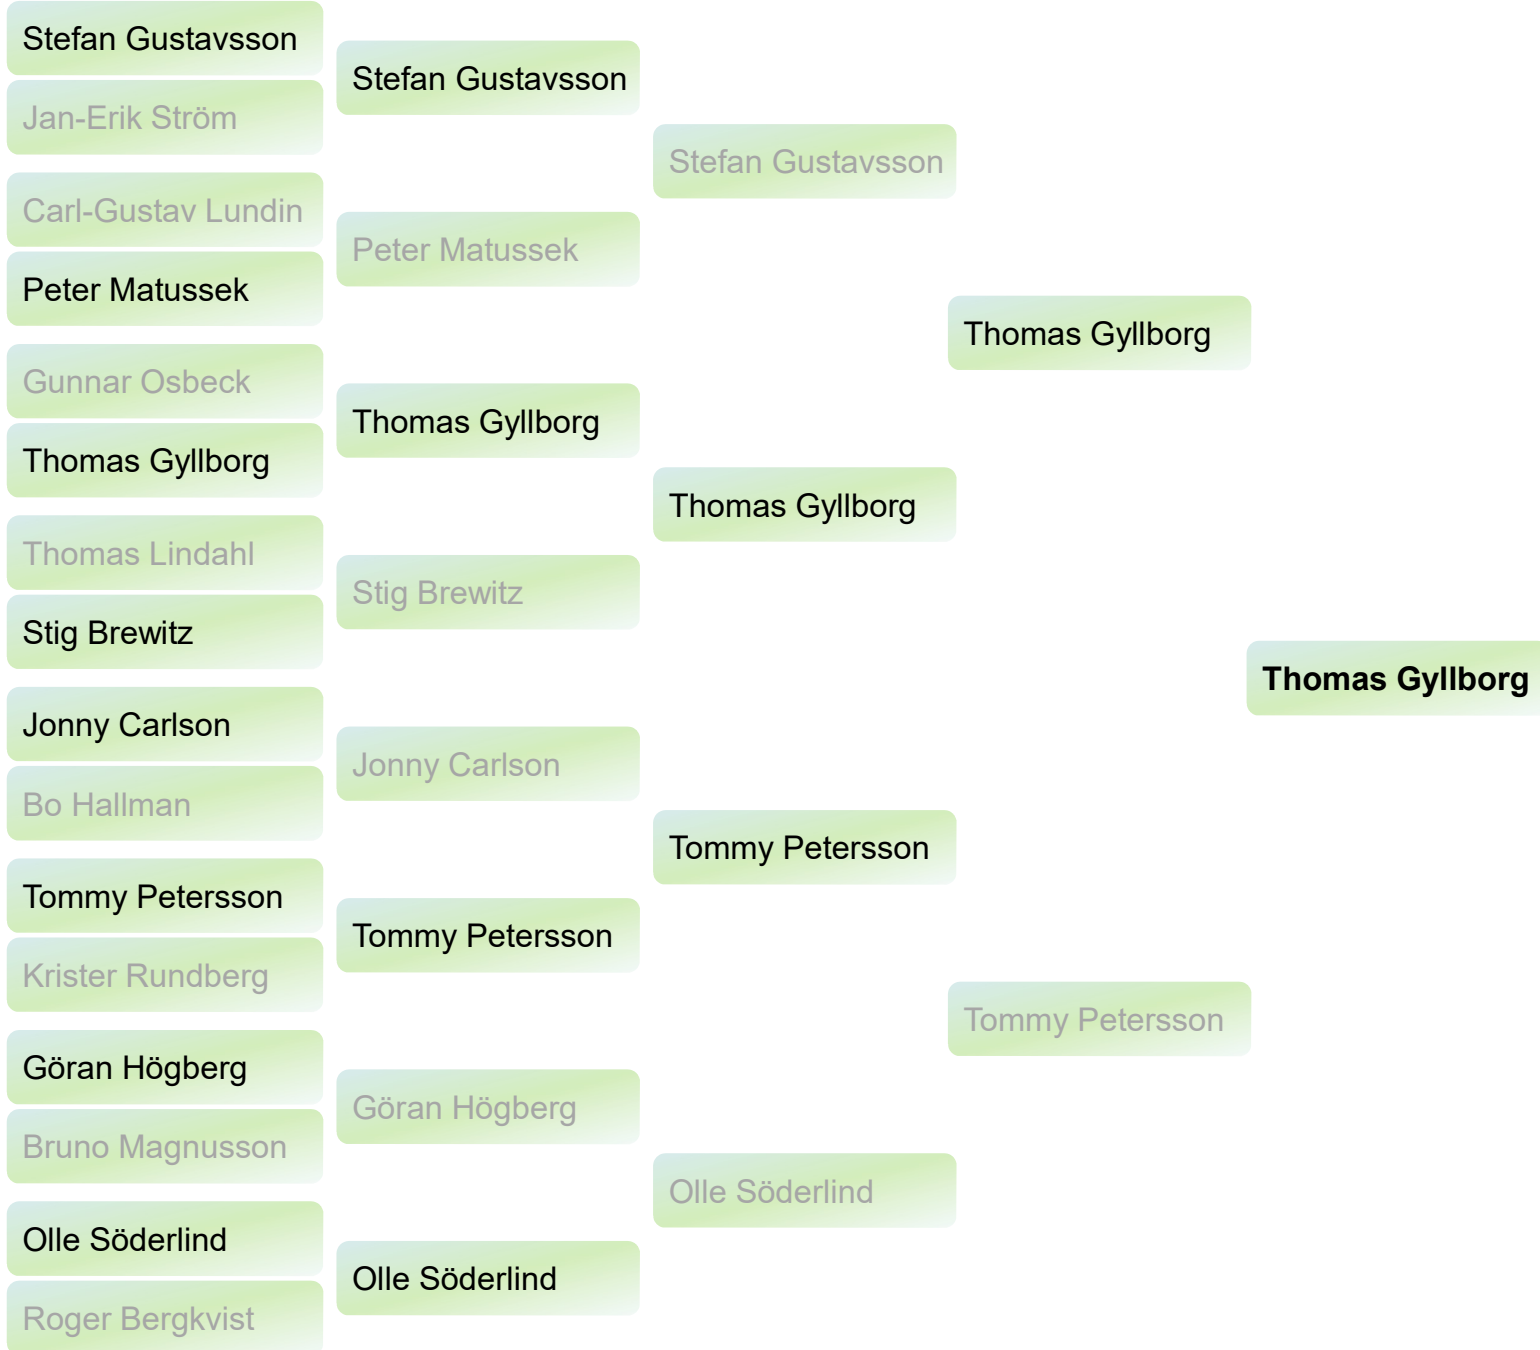 Stefan Gustavsson
Jan-Erik Ström
Carl-Gustav Lundin
Peter Matussek
Gunnar Osbeck
Thomas Gyllborg
Thomas Lindahl
Stig Brewitz
Jonny Carlson
Bo Hallman
Tommy Petersson
Krister Rundberg
Göran Högberg
Bruno Magnusson
Olle Söderlind
Roger Bergkvist
Stefan Gustavsson
Peter Matussek
Thomas Gyllborg
Stig Brewitz
Jonny Carlson
Tommy Petersson
Göran Högberg
Olle Söderlind
Stefan Gustavsson
Thomas Gyllborg
Tommy Petersson
Olle Söderlind
Thomas Gyllborg
Tommy Petersson
Thomas Gyllborg